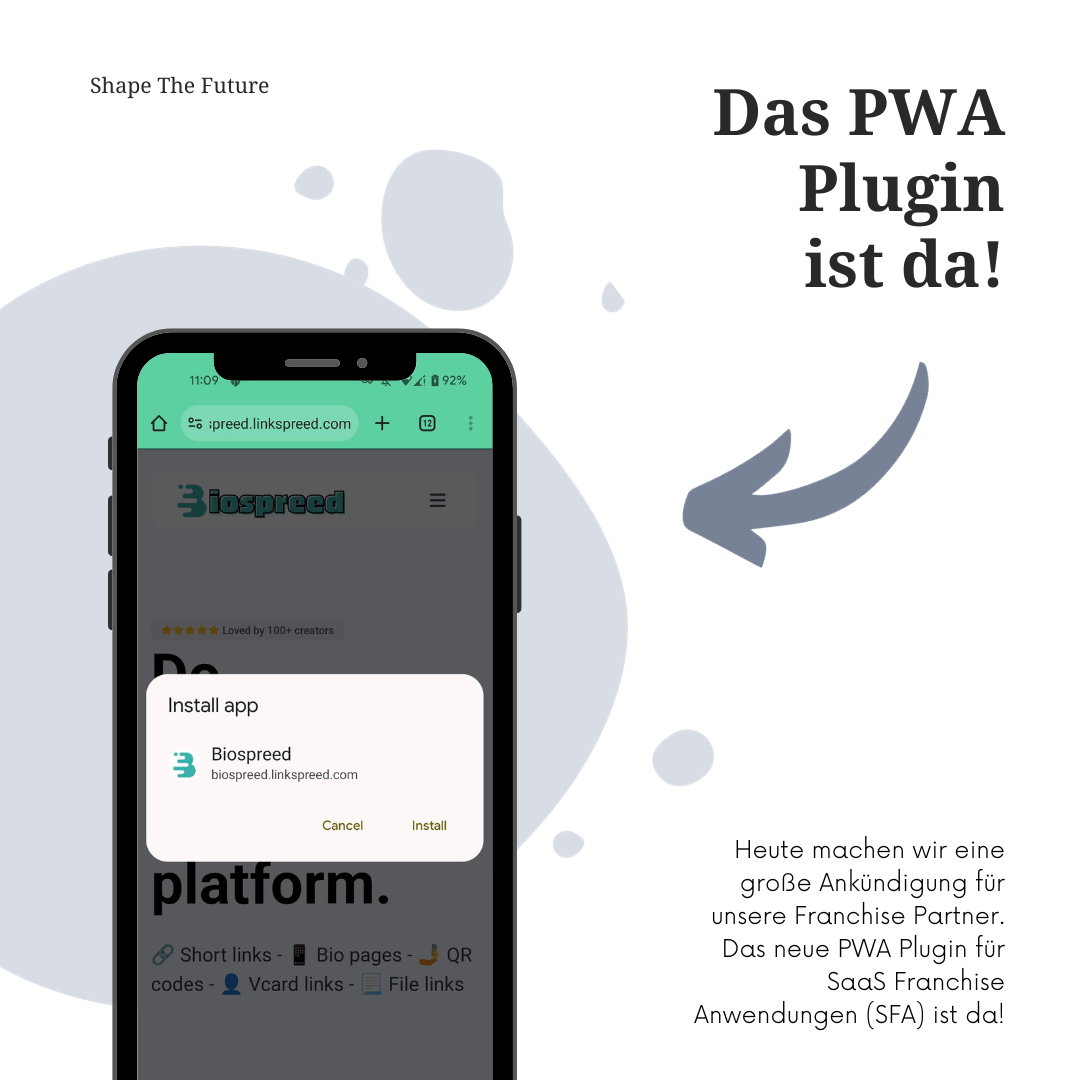 Shape The Future
Das PWA
Plugin
ist da!
11:09
92%
spreed.linkspreed.com
12
Biospreed
⭐⭐⭐⭐⭐ Loved by 100+ creators
Install app
Biospreed
biospreed.linkspreed.com
Cancel
Install
platform.
🔗 Short links - 📱 Bio pages - 🤳 QR
codes - 👤 Vcard links - 📃 File links
Heute machen wir eine
große Ankündigung für
unsere Franchise Partner.
Das neue PWA Plugin für
SaaS Franchise
Anwendungen (SFA) ist da!